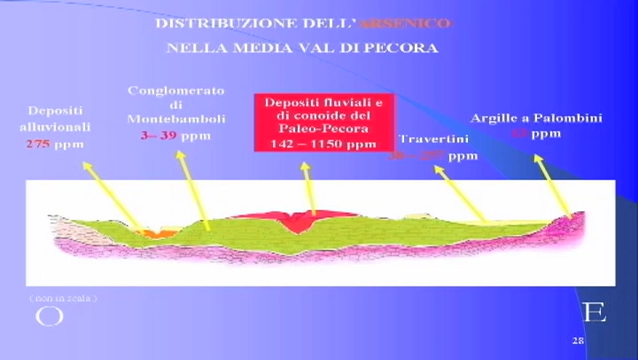 DISTRIBUZIONE DELL'ARSENICO
NELLA MEDIA VAL DI PECORA
Depositi
alluvionali
275 ppm
Conglomerato
di
Montebamboli
3– 39 ppm
Depositi fluviali e
di conoide del
Paleo-Pecora
142 – 1150 ppm
Travertini
ppm
Argille a Palombini
ppm
( non in scala )
O
E
28